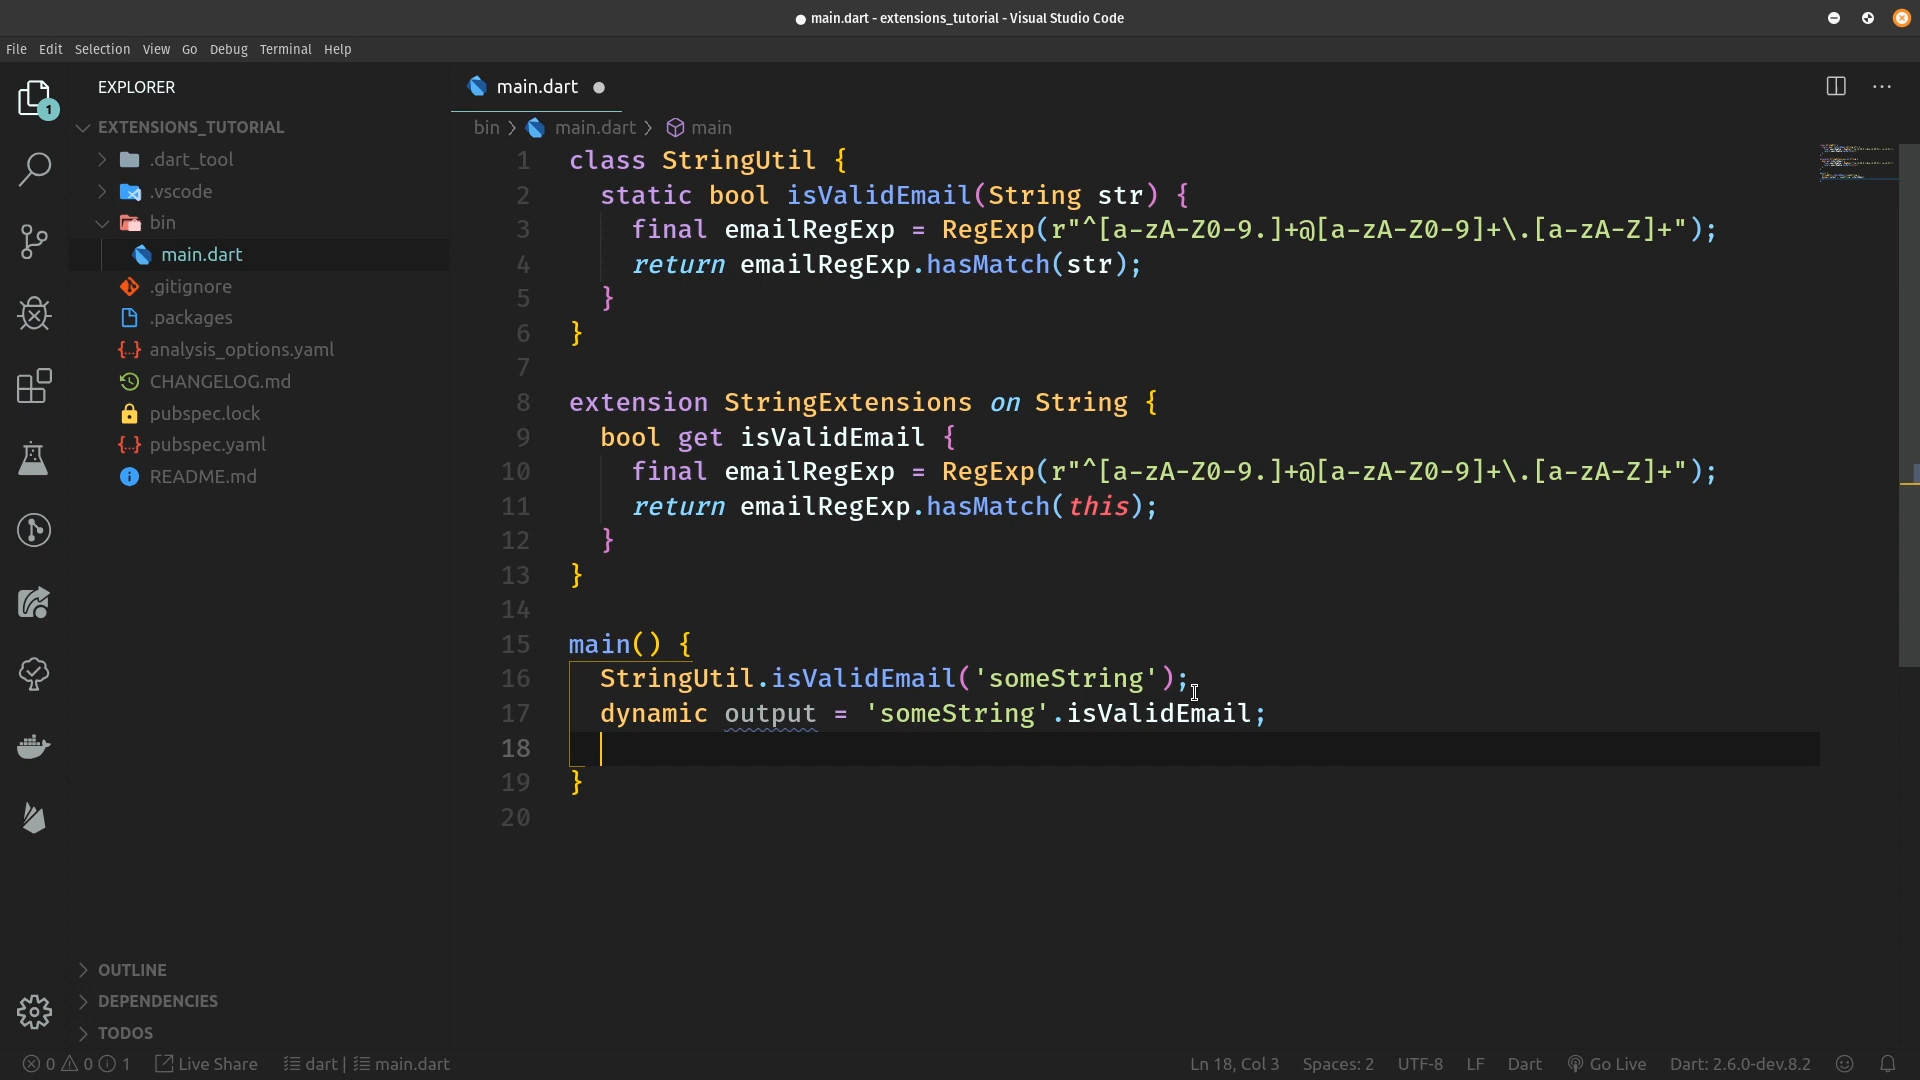 main.dart - extensions_tutorial - Visual Studio Code
File Edit Selection View Go Debug Terminal Help
1
EXPLORER
EXTENSIONS_TUTORIAL
.dart_tool
.vscode
bin
main.dart
.gitignore
.packages
analysis_options.yaml
CHANGELOG.md
pubspec.lock
pubspec.yaml
README.md
OUTLINE
DEPENDENCIES
TODOS
main.dart
bin > main.dart > main
1 class StringUtil {
2   static bool isValidEmail(String str) {
3     final emailRegExp = RegExp(r"^[a-zA-Z0-9.]+@[a-zA-Z0-9]+\.[a-zA-Z]+");
4     return emailRegExp.hasMatch(str);
5   }
6 }
7
8 extension StringExtensions on String {
9   bool get isValidEmail {
10     final emailRegExp = RegExp(r"^[a-zA-Z0-9.]+@[a-zA-Z0-9]+\.[a-zA-Z]+");
11     return emailRegExp.hasMatch(this);
12   }
13 }
14
15 main() {
16   StringUtil.isValidEmail('someString');
17   dynamic output = 'someString'.isValidEmail;
18
19 }
20
0 0 1 Live Share dart | main.dart Ln 18, Col 3 Spaces: 2 UTF-8 LF Dart Go Live Dart: 2.6.0-dev.8.2